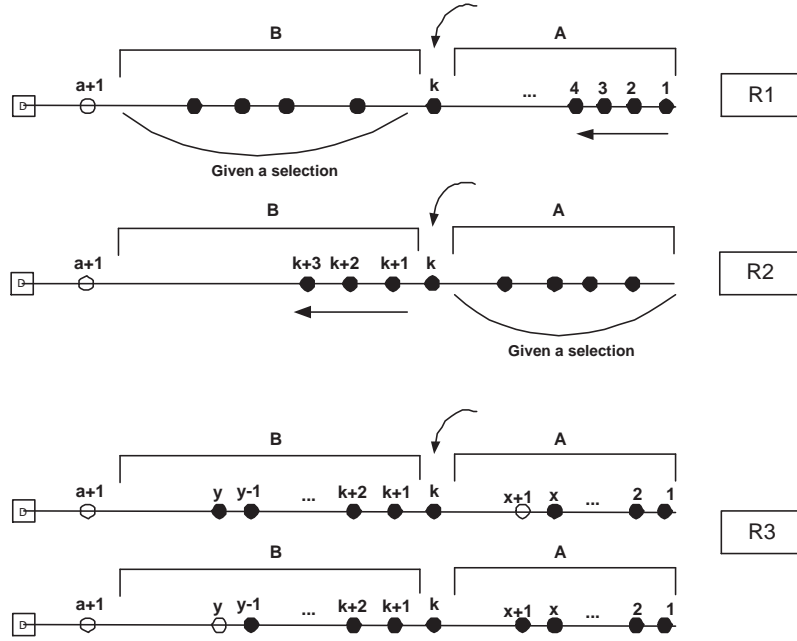 B A
a+1 k ... 4 3 2 1
D
R1
Given a selection
B A
a+1 k+3 k+2 k+1 k
D
R2
Given a selection
B A
a+1 y y-1 ... k+2 k+1 k x+1 x ... 2 1
D
R3
B A
a+1 y y-1 ... k+2 k+1 k x+1 x ... 2 1
D